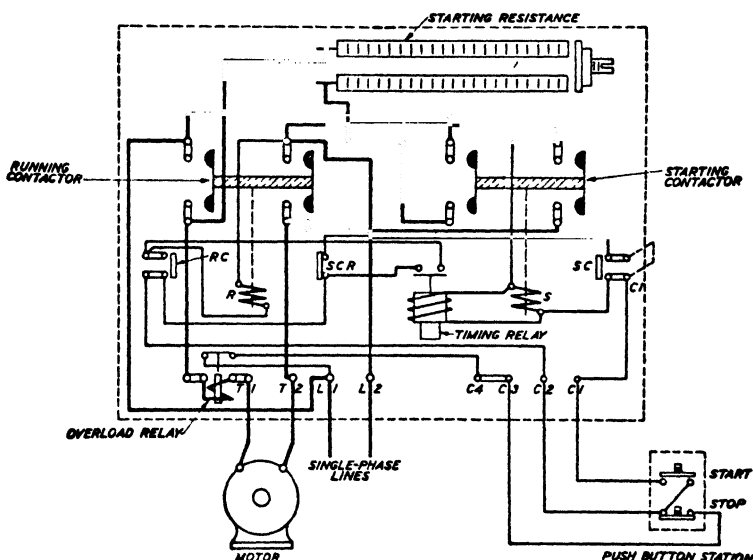 STARTING RESISTANCE
RUNNING CONTACTOR
STARTING CONTACTOR
RC
SCR
SC
R
S
C1
TIMING RELAY
T1
T2
L1
L2
C4
C3
C2
C1
OVERLOAD RELAY
SINGLE-PHASE
LINES
START
STOP
MOTOR
PUSH BUTTON STATION